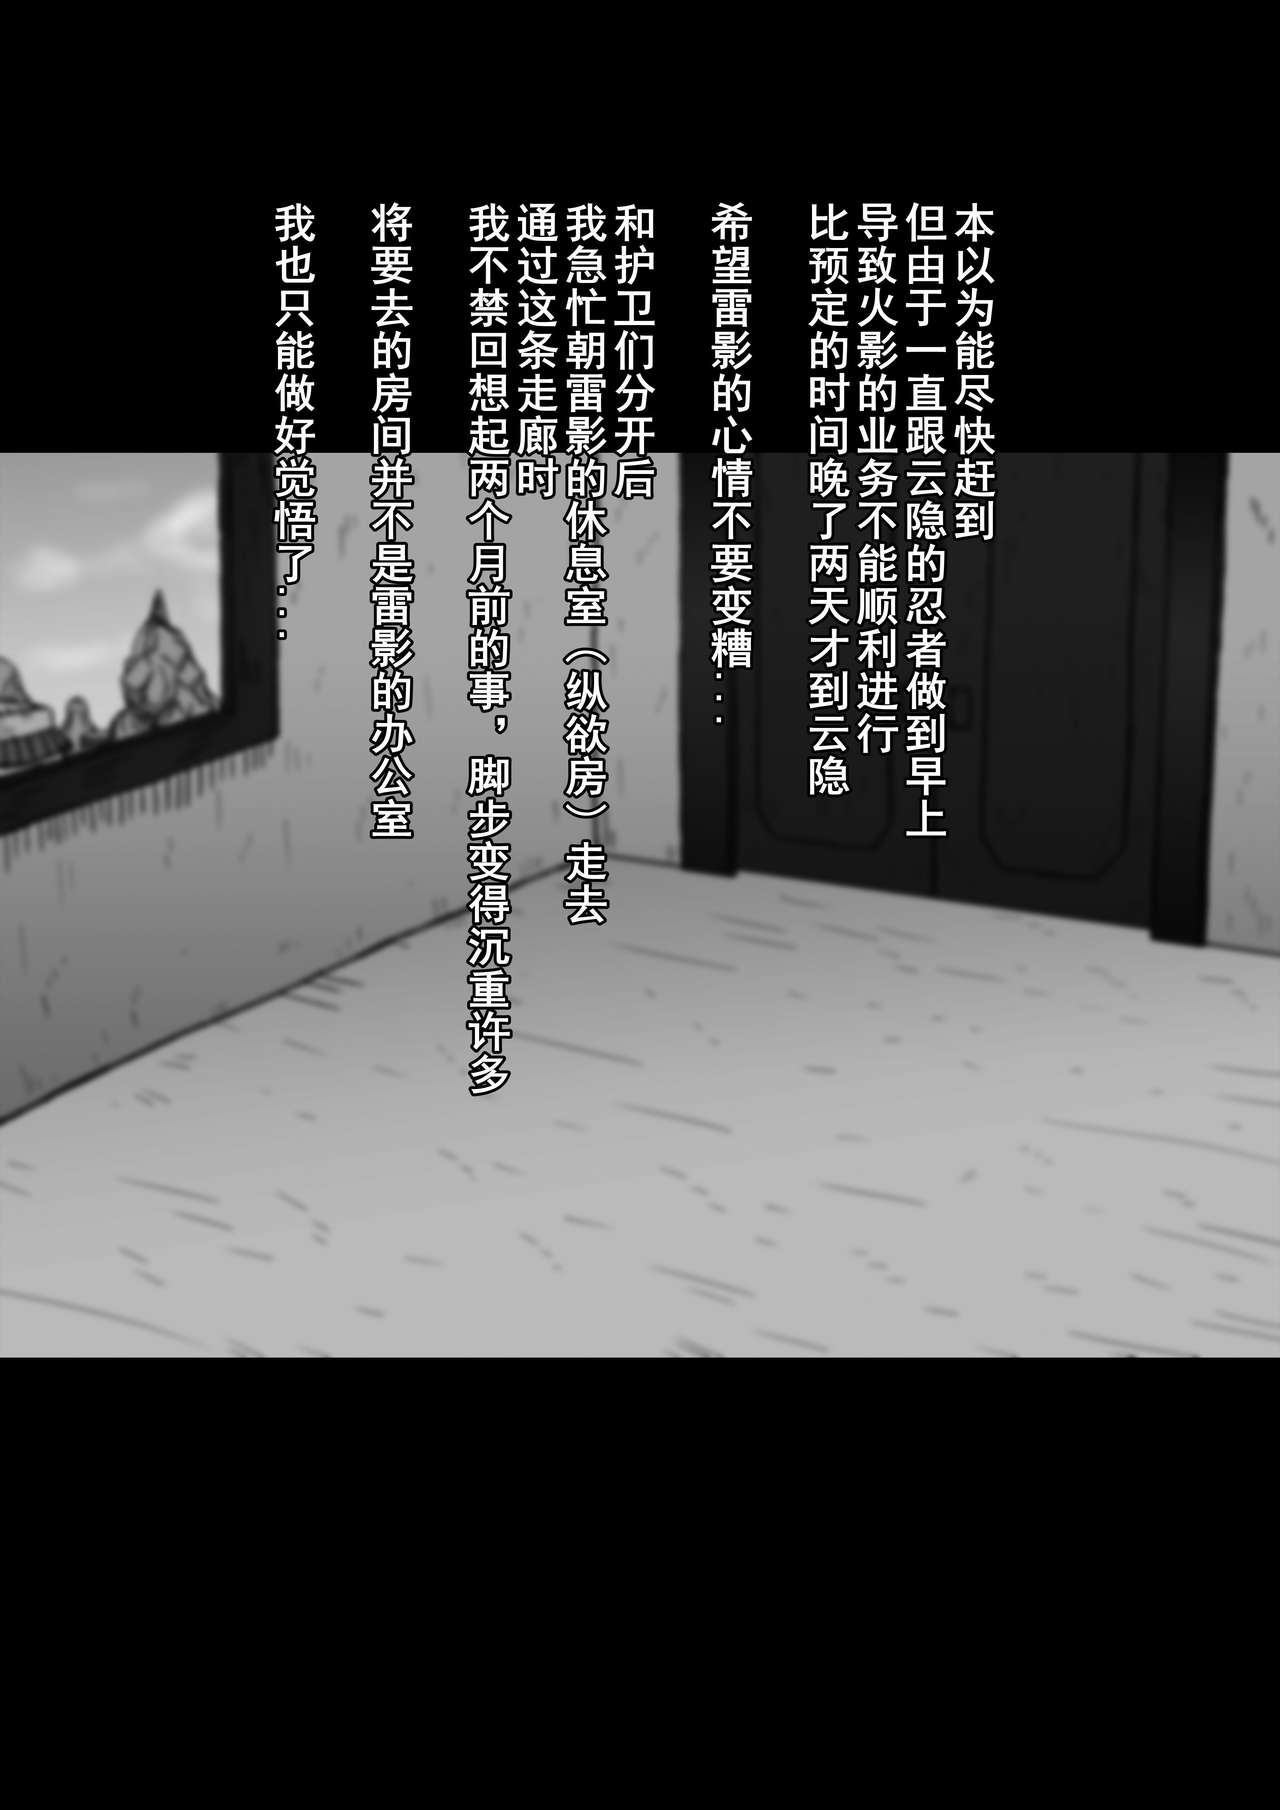 本以为能尽快赶到
但由于一直跟云隐的忍者做到早上
导致火影的业务不能顺利进行
比预定的时间晚了两天才到云隐
希望雷影的心情不要变糟…
和护卫们分开后
我急忙朝雷影的休息室（纵欲房）走去
通过这条走廊时
我不禁回想起两个月前的事，脚步变得沉重许多
将要去的房间并不是雷影的办公室
我也只能做好觉悟了…